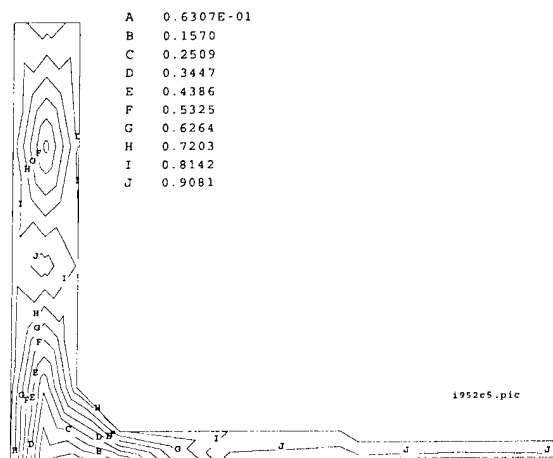 A 0.6307E-01
B 0.1570
C 0.2509
D 0.3447
E 0.4386
F 0.5325
G 0.6264
H 0.7203
I 0.8142
J 0.9081
F
G
H
I
J
I
H
G
F
E
G
E
H
C
D
D
B
G
I
J
J
J
i952c5.pic